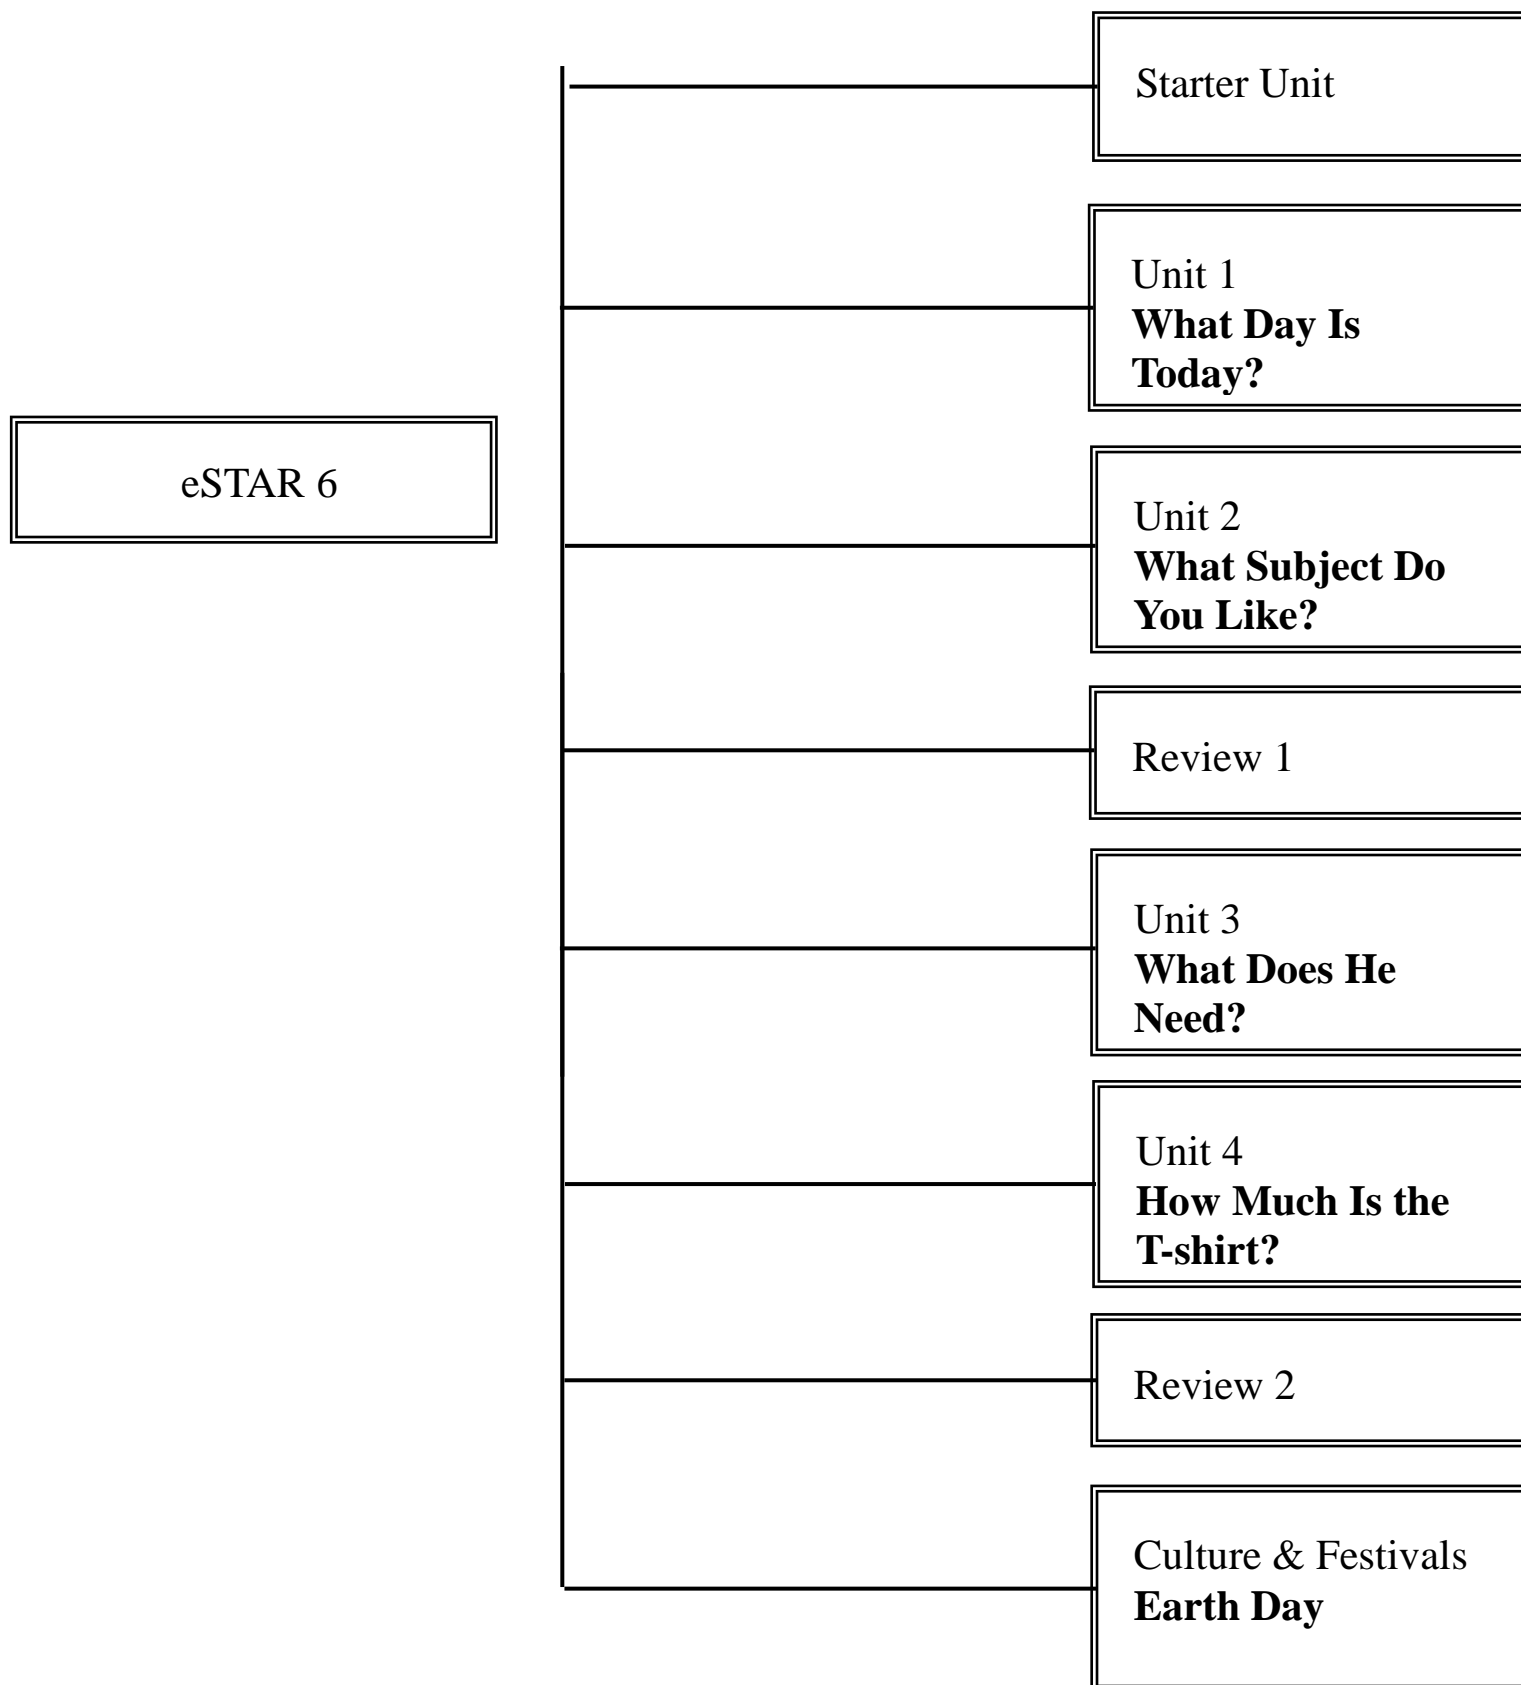 Starter Unit
Unit 1
What Day Is
Today?
eSTAR 6
Unit 2
What Subject Do
You Like?
Review 1
Unit 3
What Does He
Need?
Unit 4
How Much Is the
T-shirt?
Review 2
Culture & Festivals
Earth Day